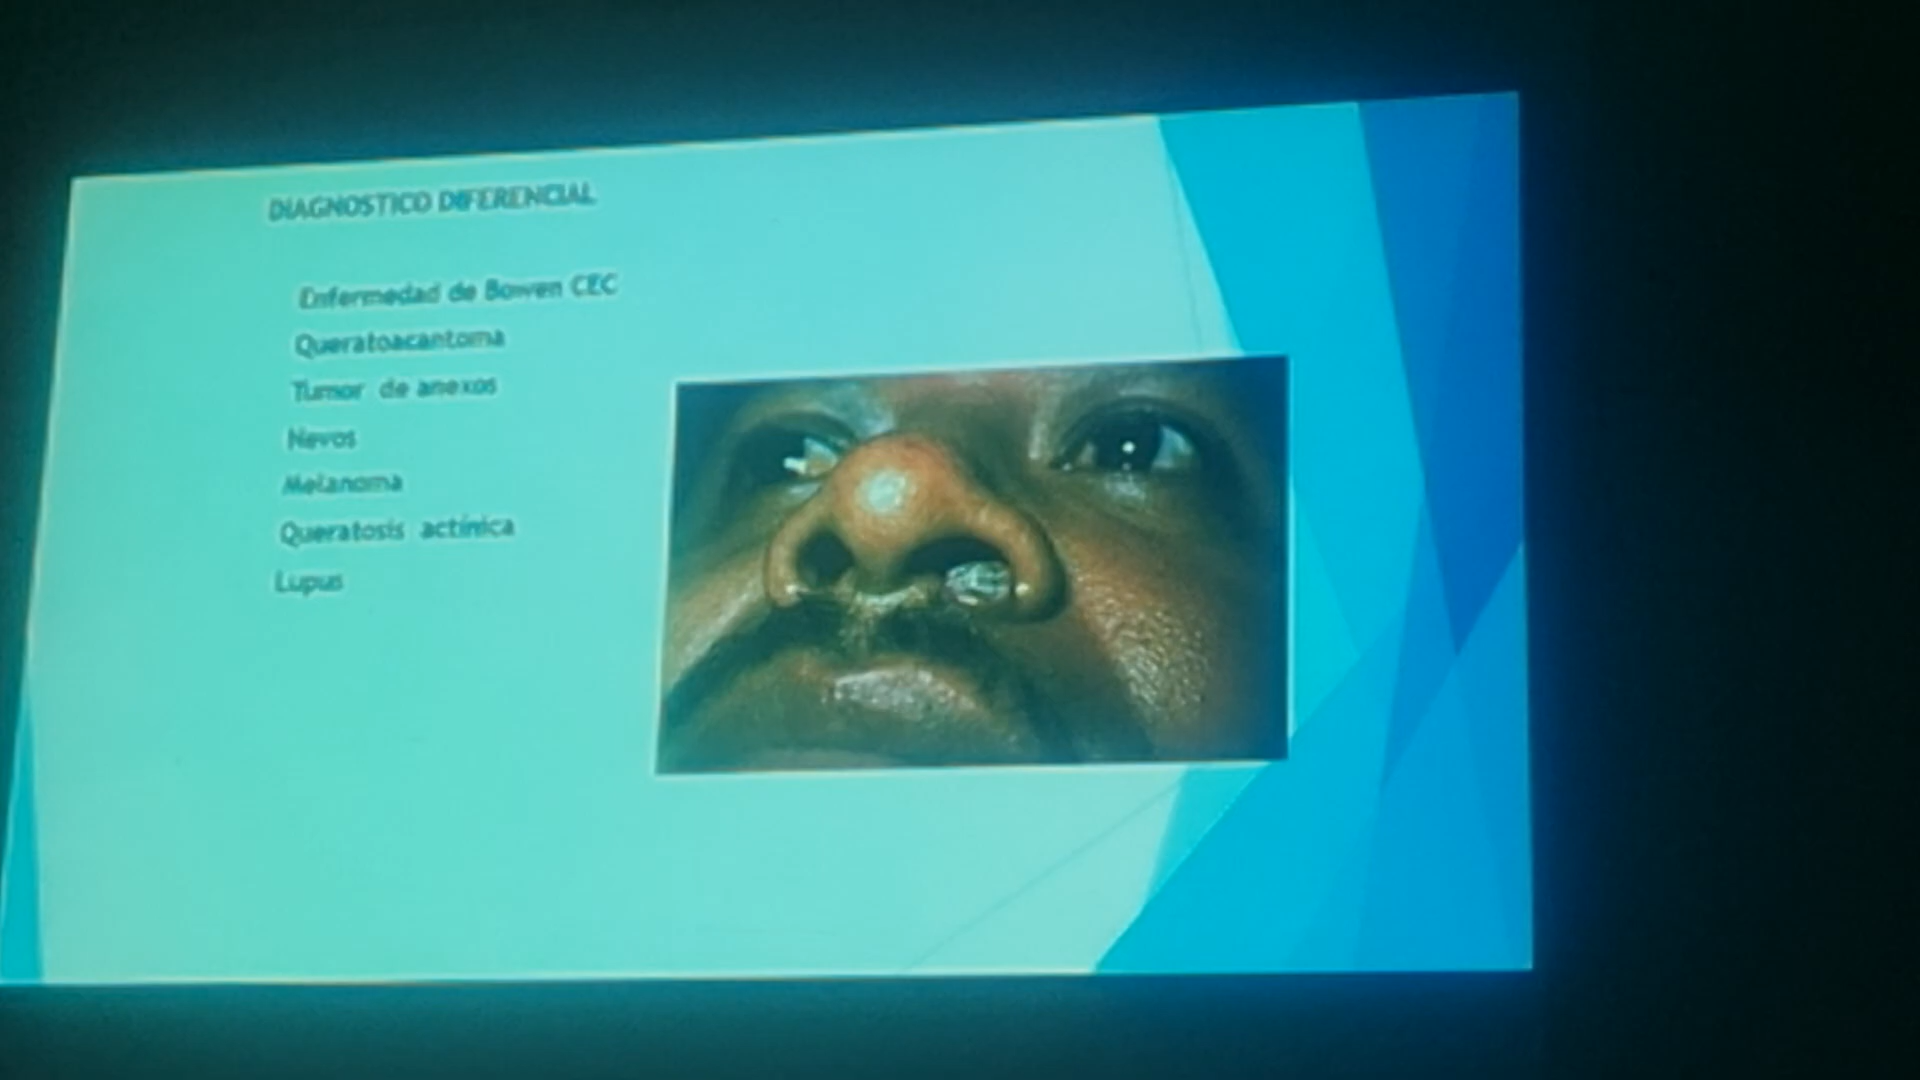 DIAGNOSTICO DIFERENCIAL
Enfermedad de Bowen CEC
Queratoacantoma
Tumor de anexos
Nevos
Melanoma
Queratosis actínica
Lupus